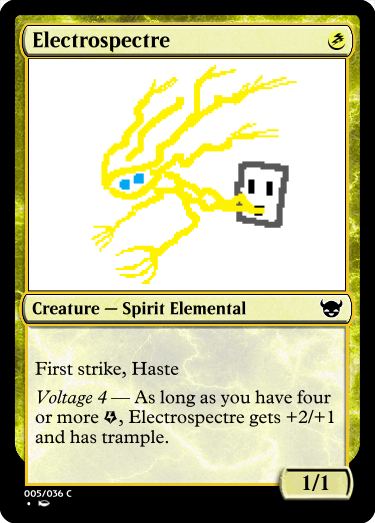 Electrospectre
Creature — Spirit Elemental
First strike, Haste
Voltage 4 — As long as you have four
or more , Electrospectre gets +2/+1
and has trample.
1/1
005/036 C